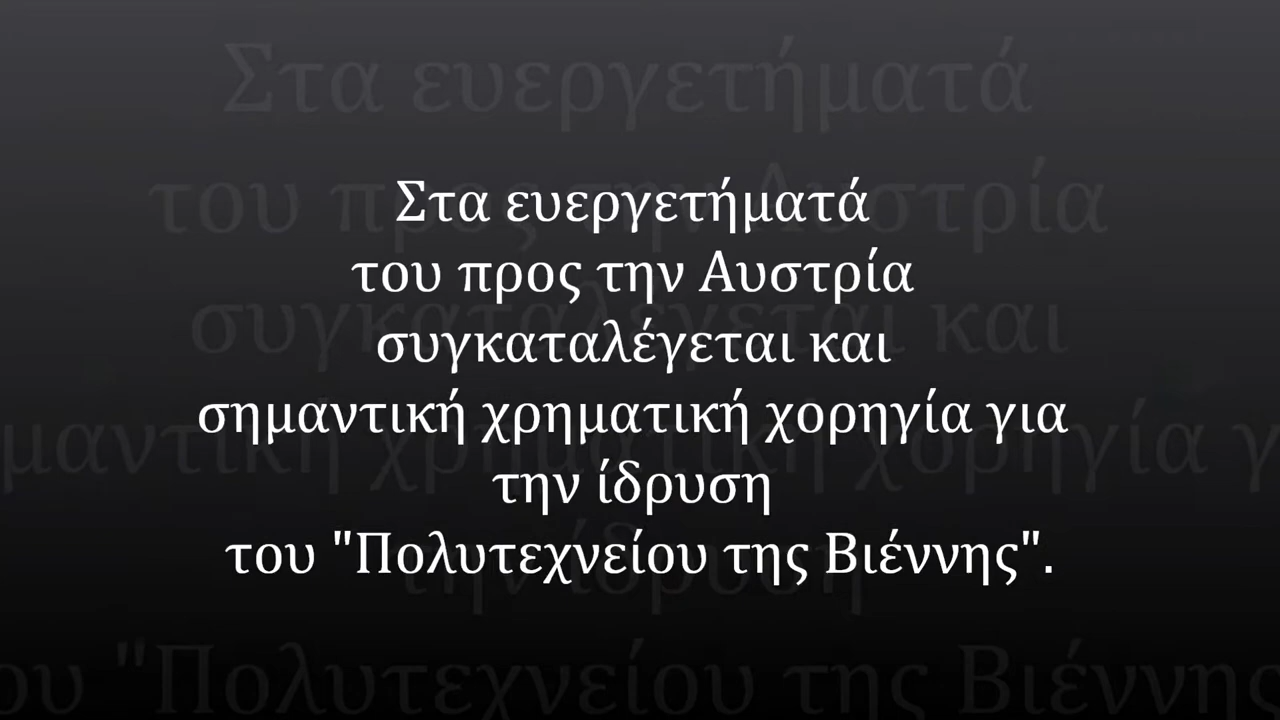 Στα ευεργετήματά
του προς την Αυστρία
συγκαταλέγεται και
σημαντική χρηματική χορηγία για
την ίδρυση
του "Πολυτεχνείου της Βιέννης".